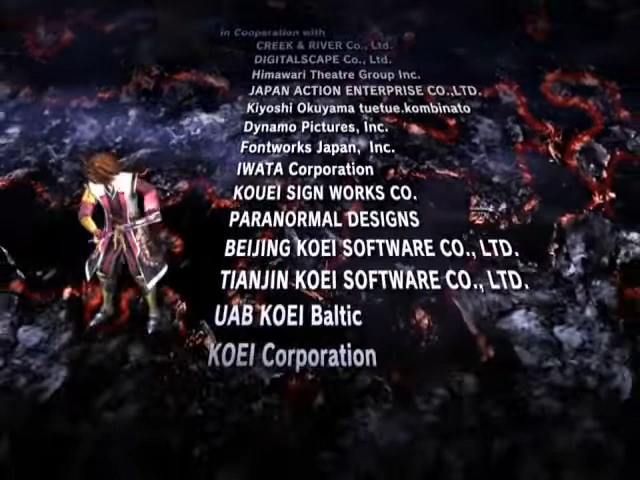 in Cooperation with
CREEK & RIVER Co., Ltd.
DIGITALSCAPE Co., Ltd.
Himawari Theatre Group Inc.
JAPAN ACTION ENTERPRISE CO.,LTD.
Kiyoshi Okuyama tuetue.kombinato
Dynamo Pictures, Inc.
Fontworks Japan, Inc.
IWATA Corporation
KOUEI SIGN WORKS CO.
PARANORMAL DESIGNS
BEIJING KOEI SOFTWARE CO., LTD.
TIANJIN KOEI SOFTWARE CO., LTD.
UAB KOEI Baltic
KOEI Corporation